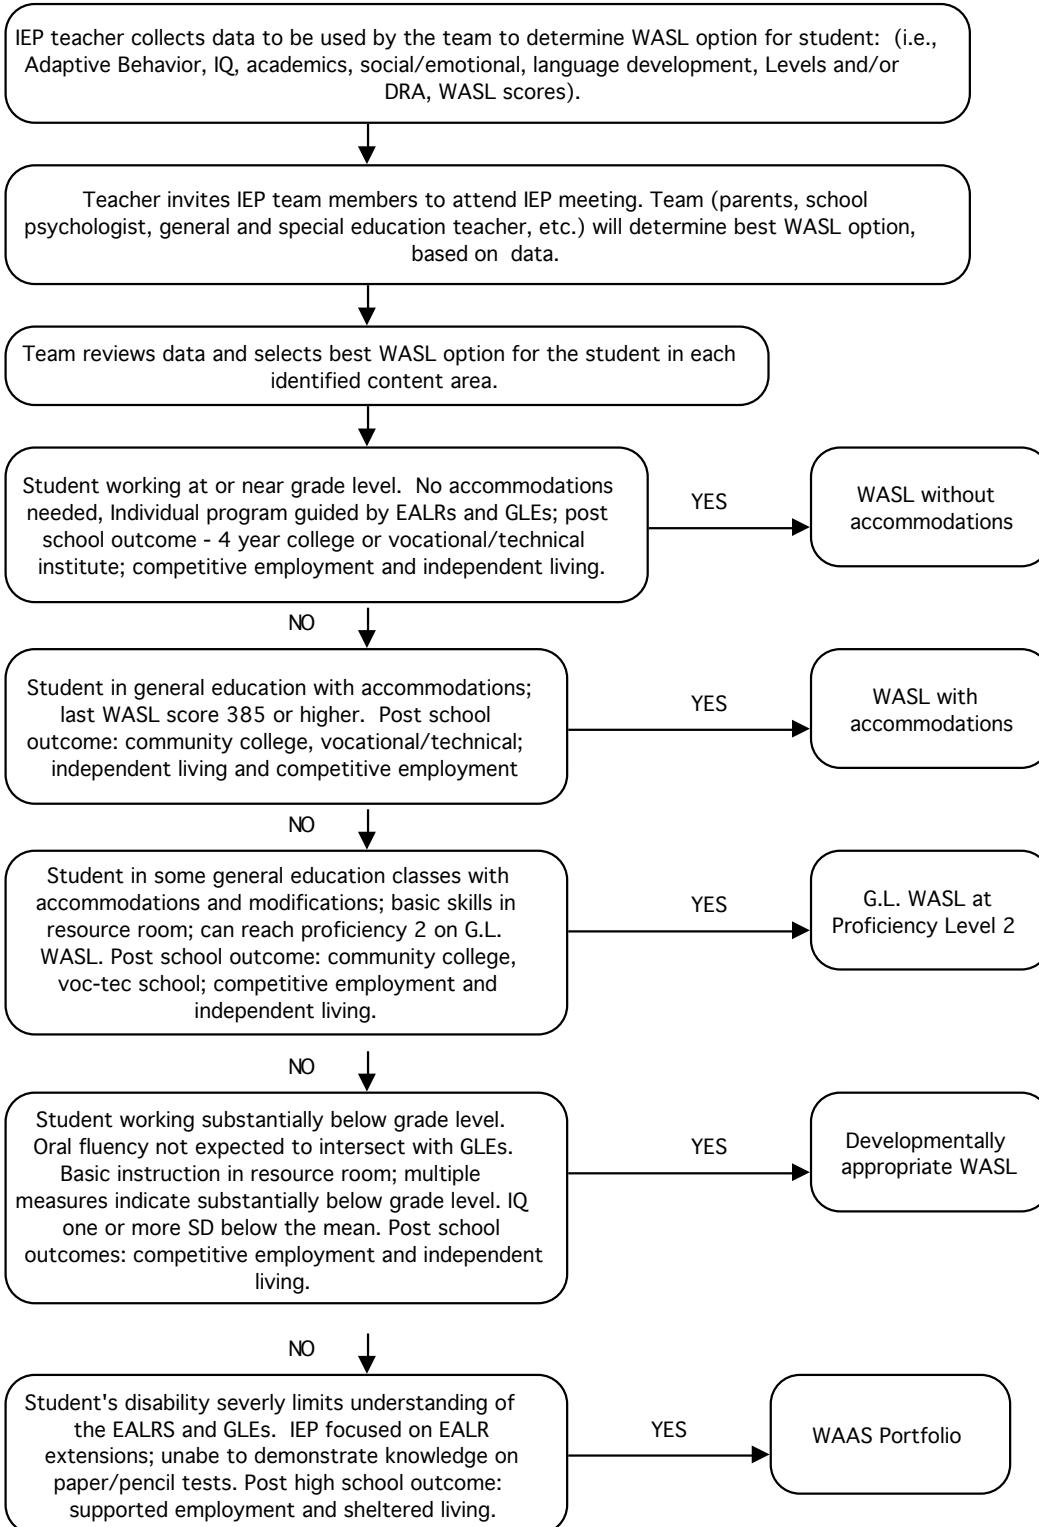 IEP teacher collects data to be used by the team to determine WASL option for student:  (i.e.,
Adaptive Behavior, IQ, academics, social/emotional, language development, Levels and/or
DRA, WASL scores).
Teacher invites IEP team members to attend IEP meeting. Team (parents, school
psychologist, general and special education teacher, etc.) will determine best WASL option,
based on  data.
Team reviews data and selects best WASL option for the student in each
identified content area.
Student working at or near grade level.  No accommodations
needed, Individual program guided by EALRs and GLEs; post
school outcome - 4 year college or vocational/technical
institute; competitive employment and independent living.
YES
WASL without
accommodations
NO
Student in general education with accommodations;
last WASL score 385 or higher.  Post school
outcome: community college, vocational/technical;
independent living and competitive employment
YES
WASL with
accommodations
NO
Student in some general education classes with
accommodations and modifications; basic skills in
resource room; can reach proficiency 2 on G.L.
WASL. Post school outcome: community college,
voc-tec school; competitive employment and
independent living.
YES
G.L. WASL at
Proficiency Level 2
NO
Student working substantially below grade level.
Oral fluency not expected to intersect with GLEs.
Basic instruction in resource room; multiple
measures indicate substantially below grade level. IQ
one or more SD below the mean. Post school
outcomes: competitive employment and independent
living.
YES
Developmentally
appropriate WASL
NO
Student's disability severly limits understanding of
the EALRS and GLEs.  IEP focused on EALR
extensions; unabe to demonstrate knowledge on
paper/pencil tests. Post high school outcome:
supported employment and sheltered living.
YES
WAAS Portfolio